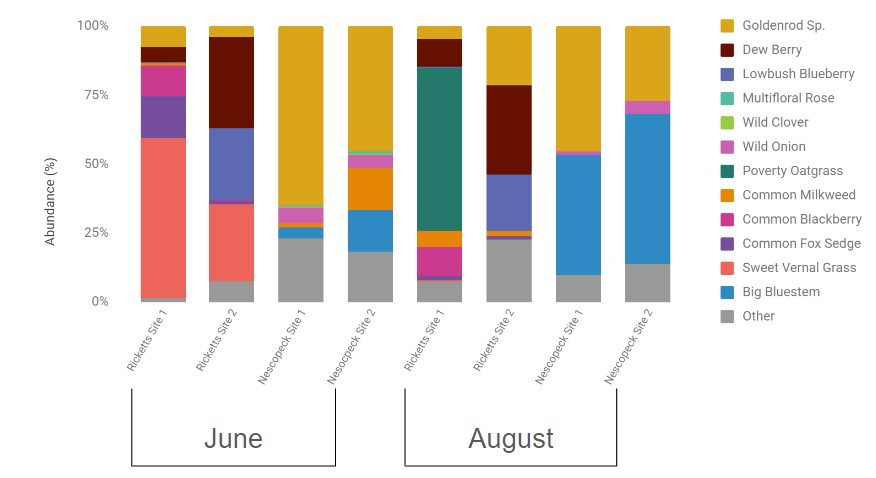 100%
75%
50%
25%
0%
Abundance (%)
Ricketts Site 1
Ricketts Site 2
Nescopeck Site 1
Nesocpeck Site 2
Ricketts Site 1
Ricketts Site 2
Nescopeck Site 1
Nescopeck Site 2
June
August
Goldenrod Sp.
Dew Berry
Lowbush Blueberry
Multifloral Rose
Wild Clover
Wild Onion
Poverty Oatgrass
Common Milkweed
Common Blackberry
Common Fox Sedge
Sweet Vernal Grass
Big Bluestem
Other